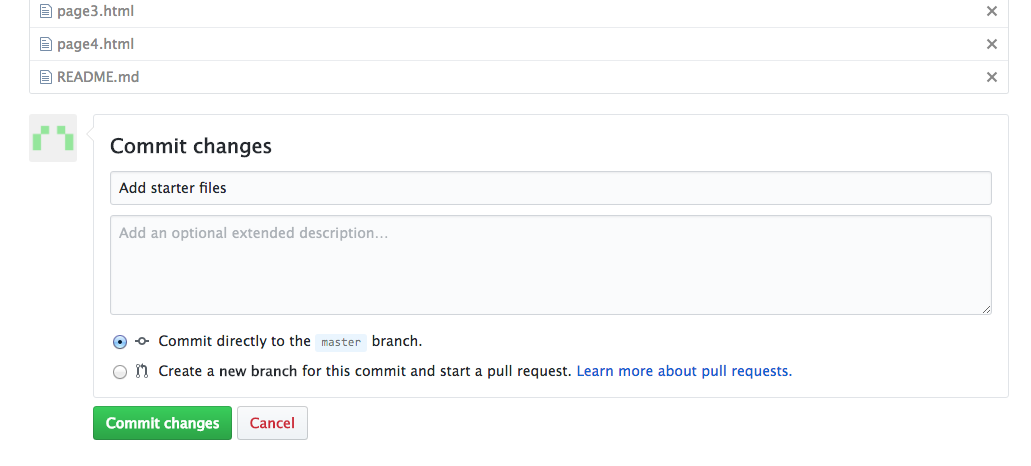 page3.html
page4.html
README.md
Commit changes
Add starter files
Add an optional extended description...
Commit directly to the master branch.
Create a new branch for this commit and start a pull request. Learn more about pull requests.
Commit changes Cancel